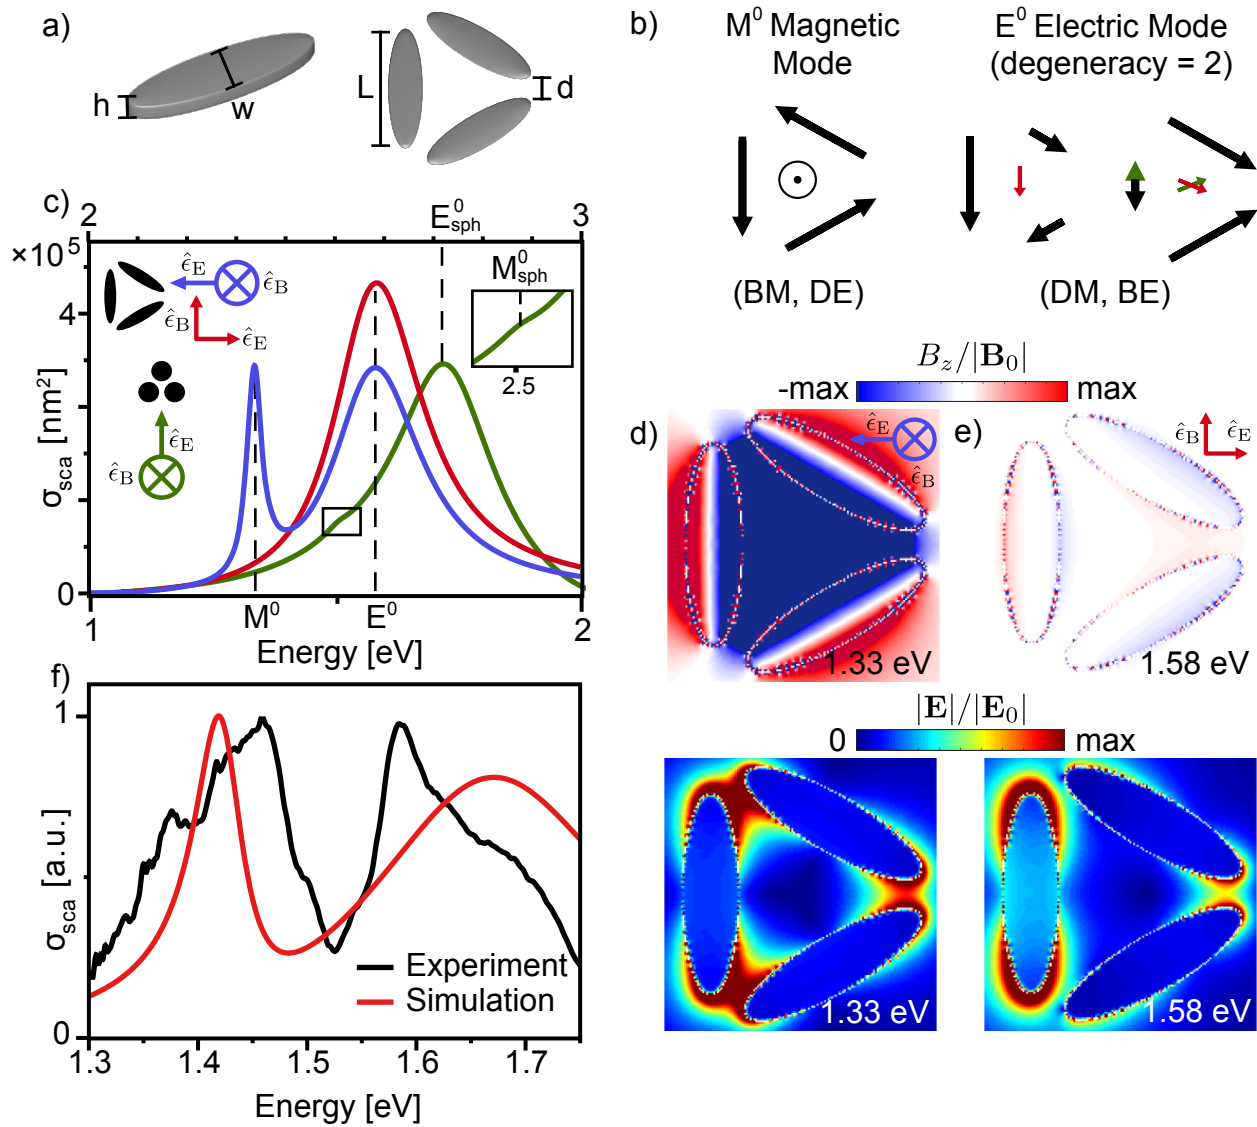 a)
h
w
L
d
b)
M⁰ Magnetic
Mode
E⁰ Electric Mode
(degeneracy = 2)
(BM, DE)
(DM, BE)
c)
2
E⁰sph
3
×10⁵
ε̂E
ε̂B
ε̂B
ε̂E
M⁰sph
2.5
4
ε̂E
ε̂B
σsca [nm²]
0
1
M⁰
E⁰
2
Energy [eV]
Bz/|B₀|
-max
max
d)
ε̂E
ε̂B
1.33 eV
e)
ε̂B
ε̂E
1.58 eV
|E|/|E₀|
0
max
1.33 eV
1.58 eV
f)
1
σsca [a.u.]
Experiment
Simulation
0
1.3
1.4
1.5
1.6
1.7
Energy [eV]